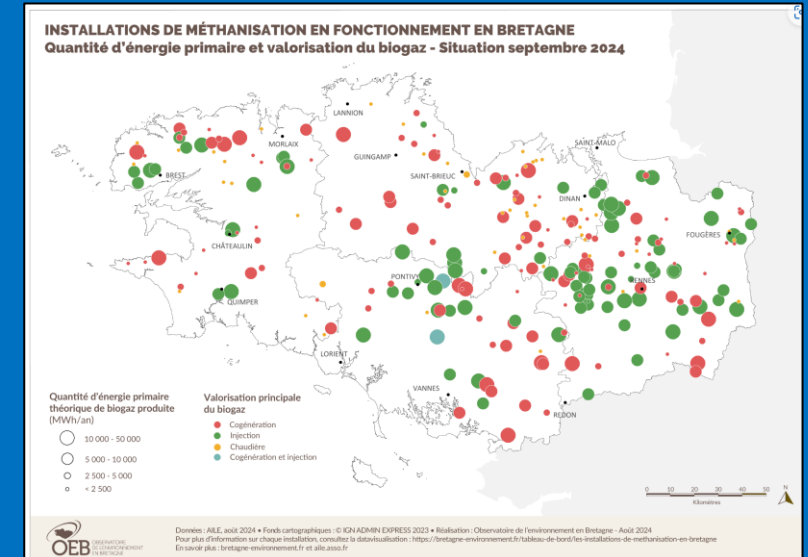 INSTALLATIONS DE MÉTHANISATION EN FONCTIONNEMENT EN BRETAGNE
Quantité d'énergie primaire et valorisation du biogaz - Situation septembre 2024
LANNION
MORLAIX
GUINGAMP
SAINT-MALO
BREST
SAINT-BRIEUC
DINAN
FOUGÈRES
CHÂTEAULIN
PONTIVY
RENNES
QUIMPER
LORIENT
VANNES
REDON
Quantité d'énergie primaire
théorique de biogaz produite
(MWh/an)
10 000 - 50 000
5 000 - 10 000
2 500 - 5 000
< 2 500
Valorisation principale
du biogaz
Cogénération
Injection
Chaudière
Cogénération et injection
0 10 20 30 40 50
Kilomètres
N
OEB OBSERVATOIRE
DE L'ENVIRONNEMENT
EN BRETAGNE
Données : AILE, août 2024 • Fonds cartographiques : © IGN ADMIN EXPRESS 2023 • Réalisation : Observatoire de l'environnement en Bretagne - Août 2024
Pour plus d'information sur chaque installation, consultez la datavisualisation : https://bretagne-environnement.fr/tableau-de-bord/les-installations-de-methanisation-en-bretagne
En savoir plus : bretagne-environnement.fr et aile.asso.fr